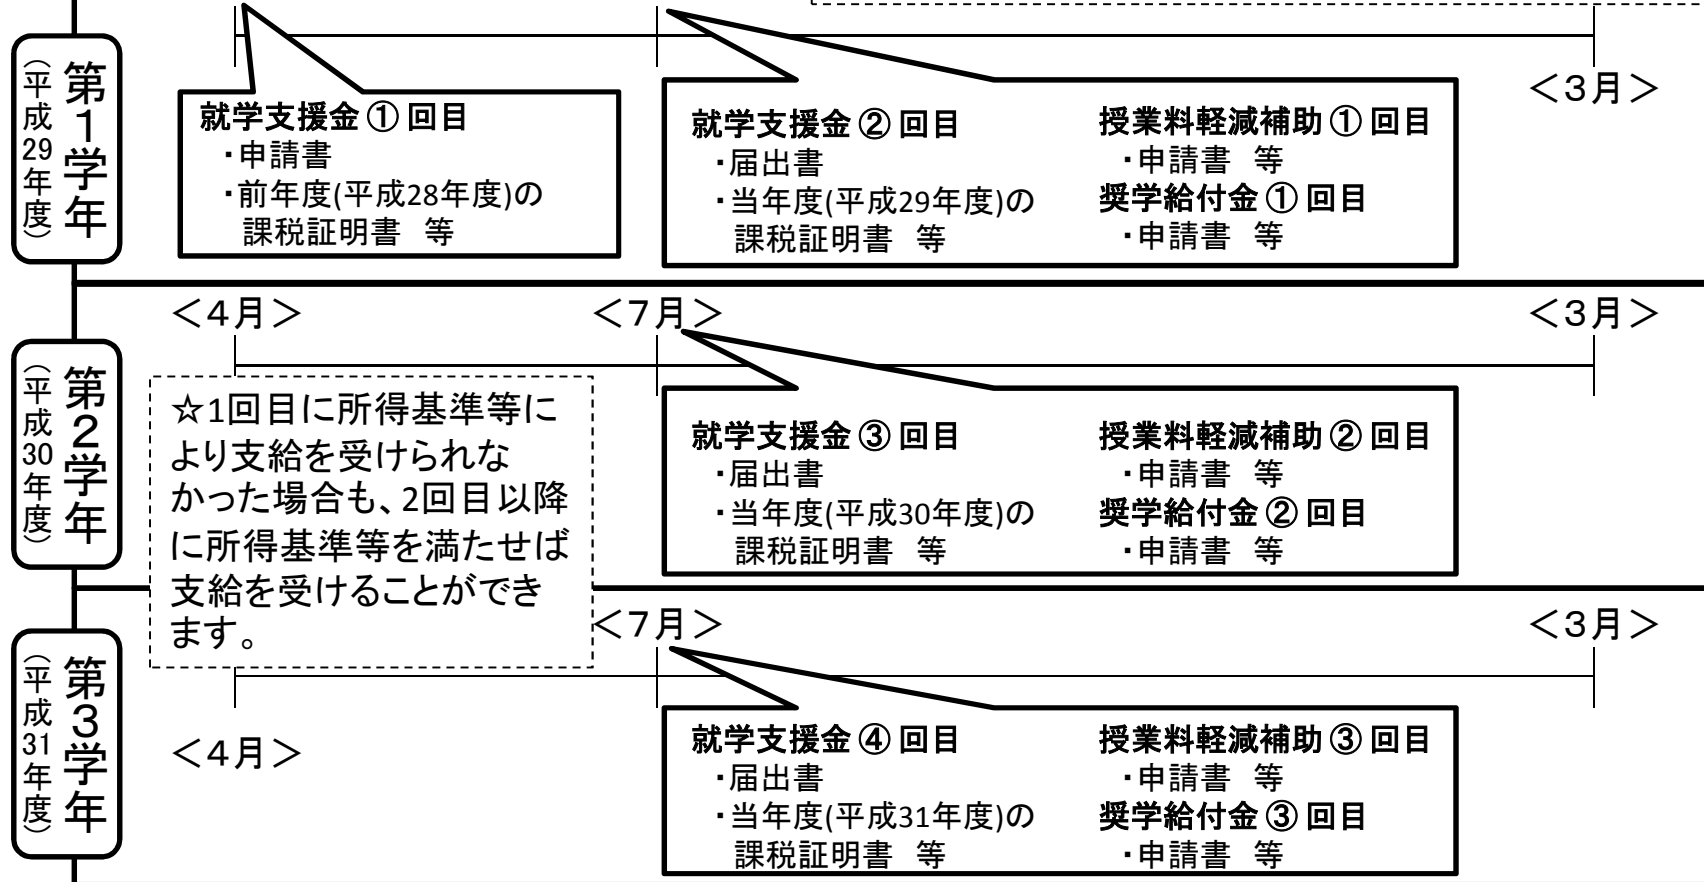 第1学年
（平成29年度）
＜3月＞
就学支援金 ① 回目
・申請書
・前年度(平成28年度)の
課税証明書 等
就学支援金 ② 回目
・届出書
・当年度(平成29年度)の
課税証明書 等
授業料軽減補助 ① 回目
・申請書 等
奨学給付金 ① 回目
・申請書 等
第2学年
（平成30年度）
＜4月＞
＜7月＞
＜3月＞
☆1回目に所得基準等に
より支給を受けられな
かった場合も、2回目以降
に所得基準等を満たせば
支給を受けることができ
ます。
就学支援金 ③ 回目
・届出書
・当年度(平成30年度)の
課税証明書 等
授業料軽減補助 ② 回目
・申請書 等
奨学給付金 ② 回目
・申請書 等
第3学年
（平成31年度）
＜4月＞
＜7月＞
＜3月＞
就学支援金 ④ 回目
・届出書
・当年度(平成31年度)の
課税証明書 等
授業料軽減補助 ③ 回目
・申請書 等
奨学給付金 ③ 回目
・申請書 等